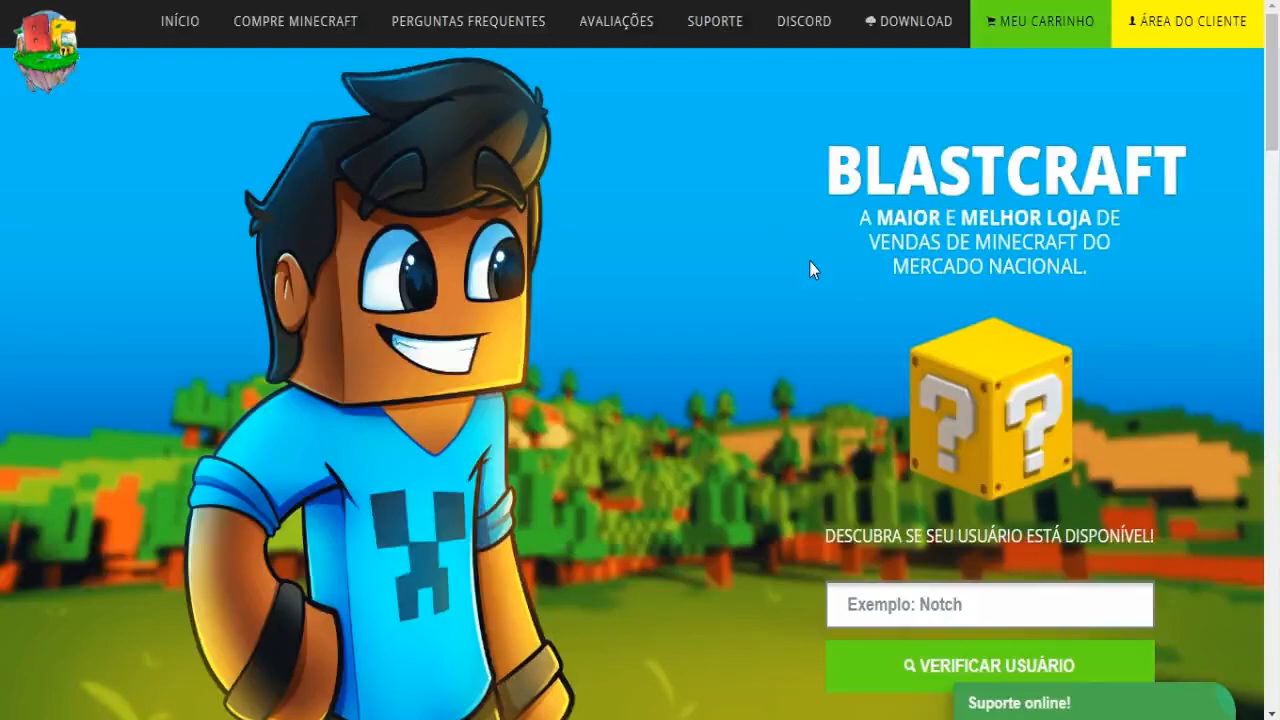 INÍCIO COMPRE MINECRAFT PERGUNTAS FREQUENTES AVALIAÇÕES SUPORTE DISCORD DOWNLOAD MEU CARRINHO ÁREA DO CLIENTE
BLASTCRAFT
A MAIOR E MELHOR LOJA DE
VENDAS DE MINECRAFT DO
MERCADO NACIONAL.
? ?
DESCUBRA SE SEU USUÁRIO ESTÁ DISPONÍVEL!
Exemplo: Notch
VERIFICAR USUÁRIO
Suporte online!